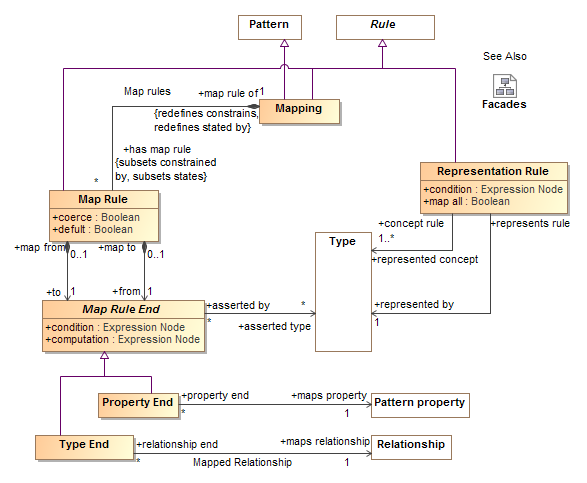 Pattern
Rule
See Also
Facades
Map rules
+map rule of
1
Mapping
{redefines constrains,
redefines stated by}
+has map rule
{subsets constrained
by, subsets states}
*
Map Rule
+coerce : Boolean
+defult : Boolean
Representation Rule
+condition : Expression Node
+map all : Boolean
+map from
0..1
+map to
0..1
Type
+concept rule
+represents rule
1..*
+represented concept
+to
1
+from
1
Map Rule End
+condition : Expression Node
+computation : Expression Node
+asserted by
*
*
+asserted type
+represented by
1
Property End
+property end
*
+maps property
1
Pattern property
Type End
+relationship end
*
Mapped Relationship
+maps relationship
1
Relationship